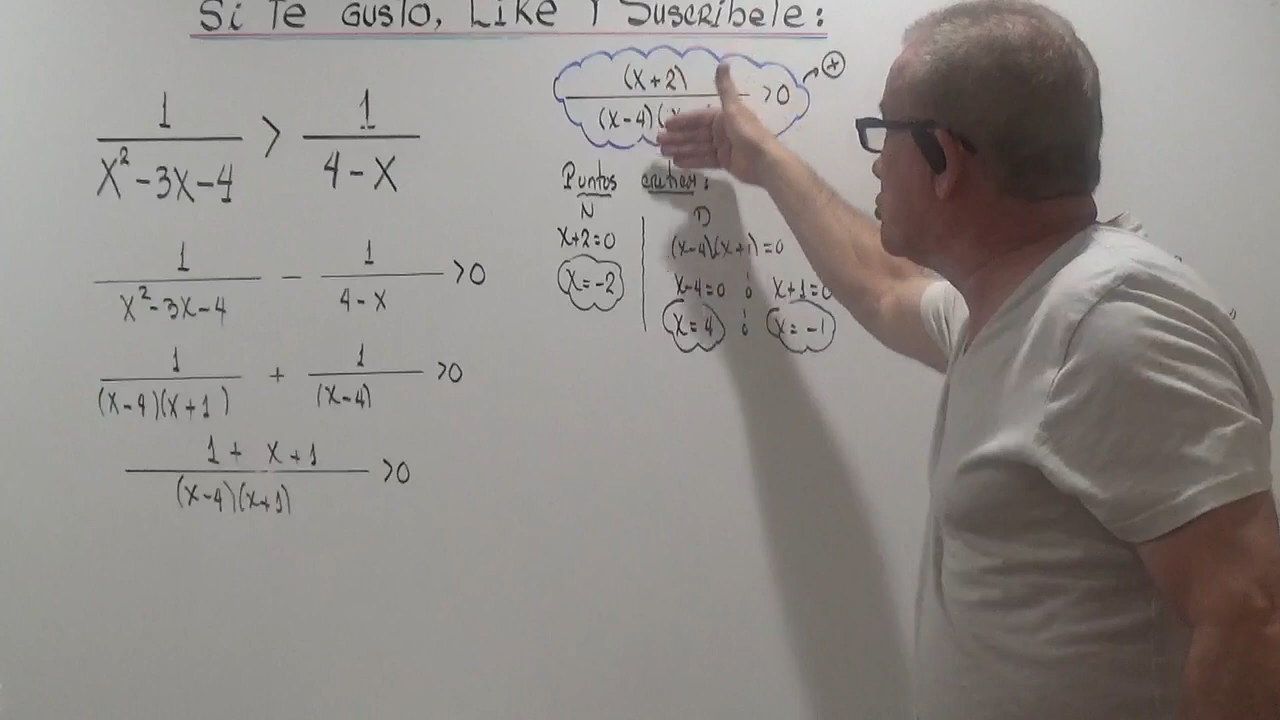 Si Te Gusto, Like Y Suscribete:
1 / (x² - 3x - 4) > 1 / (4 - x)
1 / (x² - 3x - 4) - 1 / (4 - x) > 0
1 / ((x-4)(x+1)) + 1 / (x-4) > 0
(1 + x+1) / ((x-4)(x+1)) > 0
(x+2) / (x-4)( > 0 → ⊕
Puntos criticos:
N
x+2=0
x=-2
D
(x-4)(x+1)=0
x-4=0 ó x+1=0
x=4 ó x=-1